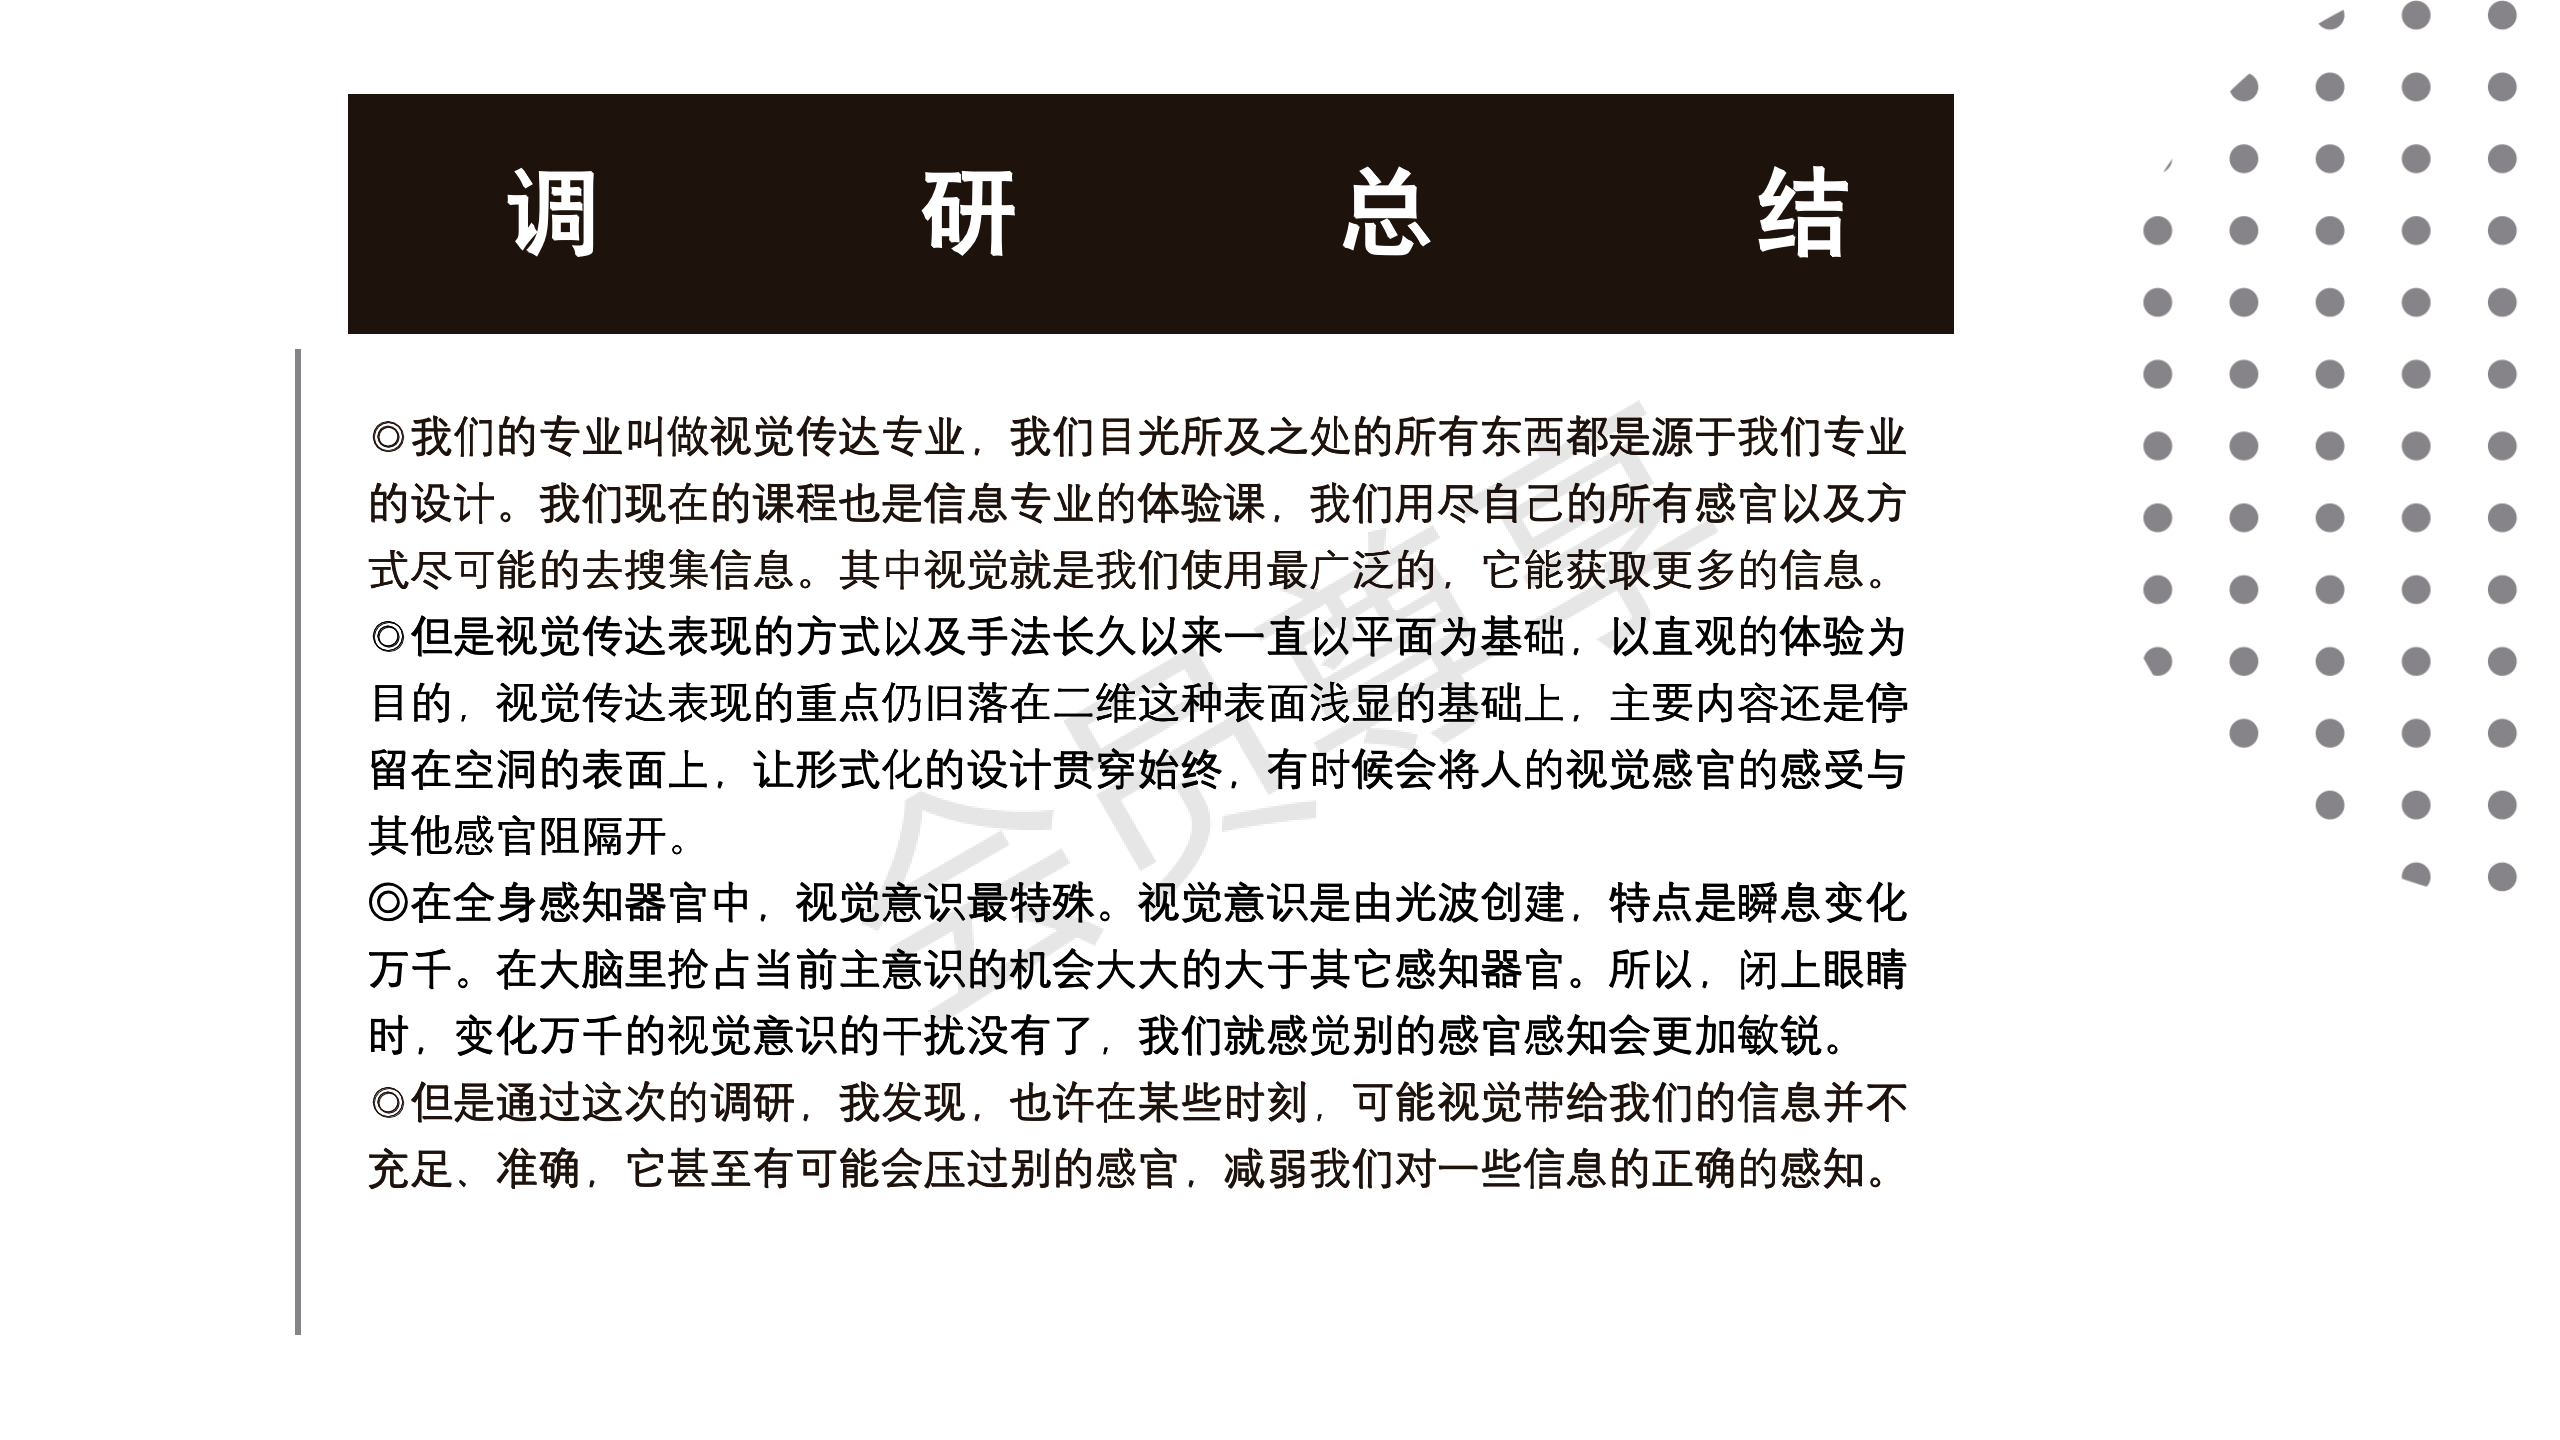 调研总结
◎我们的专业叫做视觉传达专业，我们目光所及之处的所有东西都是源于我们专业
的设计。我们现在的课程也是信息专业的体验课，我们用尽自己的所有感官以及方
式尽可能的去搜集信息。其中视觉就是我们使用最广泛的，它能获取更多的信息。
◎但是视觉传达表现的方式以及手法长久以来一直以平面为基础，以直观的体验为
目的，视觉传达表现的重点仍旧落在二维这种表面浅显的基础上，主要内容还是停
留在空洞的表面上，让形式化的设计贯穿始终，有时候会将人的视觉感官的感受与
其他感官阻隔开。
◎在全身感知器官中，视觉意识最特殊。视觉意识是由光波创建，特点是瞬息变化
万千。在大脑里抢占当前主意识的机会大大的大于其它感知器官。所以，闭上眼睛
时，变化万千的视觉意识的干扰没有了，我们就感觉别的感官感知会更加敏锐。
◎但是通过这次的调研，我发现，也许在某些时刻，可能视觉带给我们的信息并不
充足、准确，它甚至有可能会压过别的感官，减弱我们对一些信息的正确的感知。
会员尊享